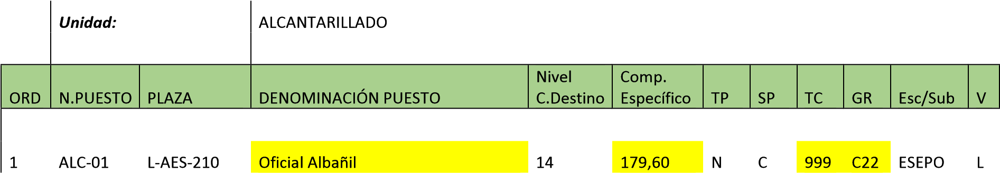 Unidad: ALCANTARILLADO
Nivel Comp.
ORD N.PUESTO PLAZA DENOMINACIÓN PUESTO C.Destino Específico TP SP TC GR Esc/Sub V
1 ALC-01 L-AES-210 Oficial Albañil 14 179,60 N C 999 C22 ESEPO L